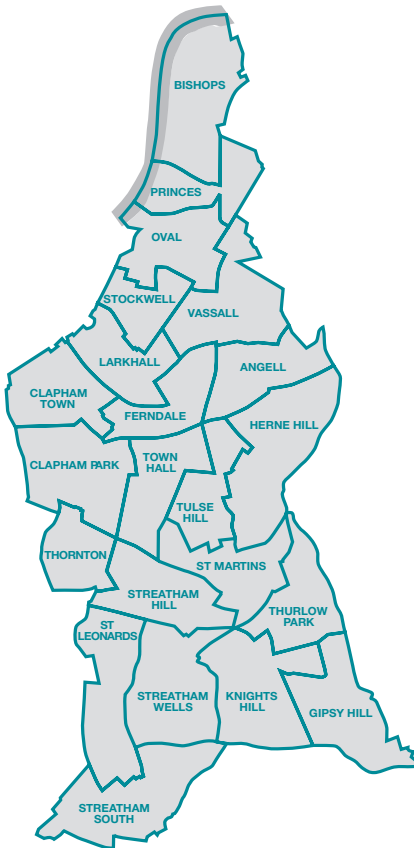 BISHOPS
PRINCES
OVAL
STOCKWELL
VASSALL
LARKHALL
ANGELL
CLAPHAM
TOWN
FERNDALE
HERNE HILL
CLAPHAM PARK
TOWN
HALL
TULSE
HILL
THORNTON
ST MARTINS
STREATHAM
HILL
THURLOW
PARK
ST
LEONARDS
STREATHAM
WELLS
KNIGHTS
HILL
GIPSY HILL
STREATHAM
SOUTH